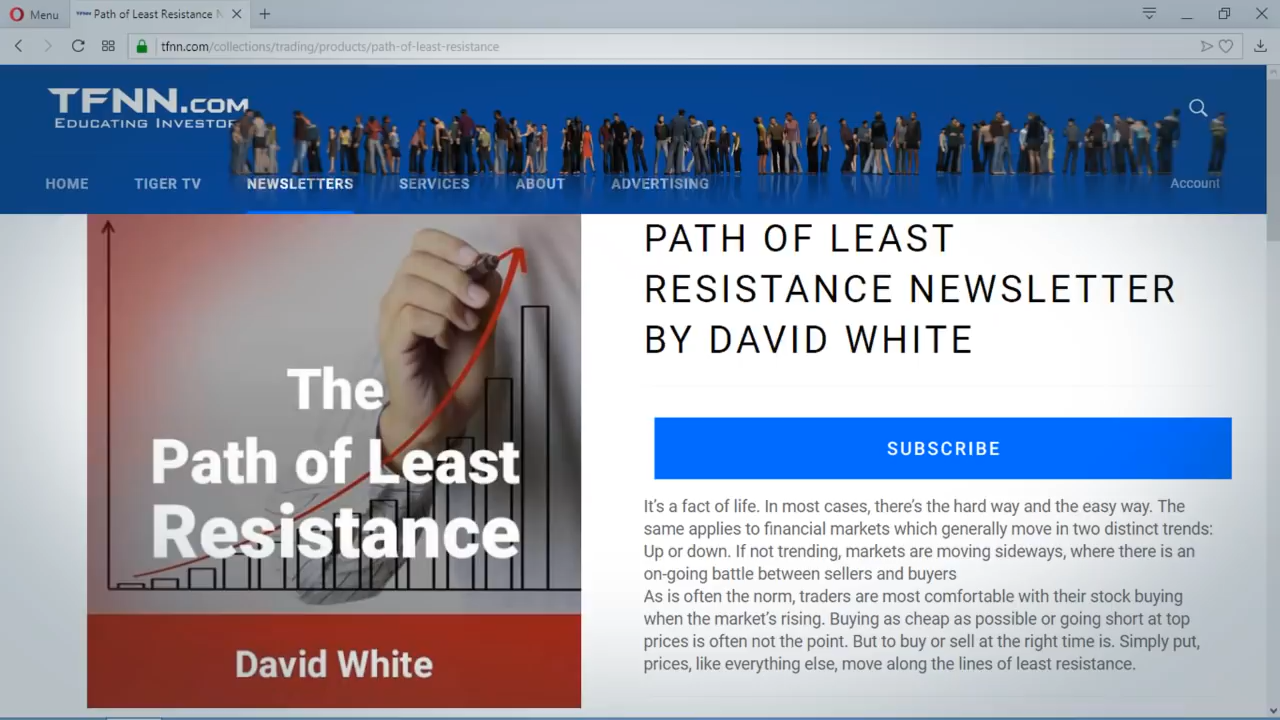 Menu
Path of Least Resistance N
tfnn.com/collections/trading/products/path-of-least-resistance
TFNN.COM
EDUCATING INVESTOR
HOME
TIGER TV
NEWSLETTERS
SERVICES
ABOUT
ADVERTISING
Account
The
Path of Least
Resistance
David White
PATH OF LEAST
RESISTANCE NEWSLETTER
BY DAVID WHITE
SUBSCRIBE
It’s a fact of life. In most cases, there’s the hard way and the easy way. The
same applies to financial markets which generally move in two distinct trends:
Up or down. If not trending, markets are moving sideways, where there is an
on-going battle between sellers and buyers
As is often the norm, traders are most comfortable with their stock buying
when the market’s rising. Buying as cheap as possible or going short at top
prices is often not the point. But to buy or sell at the right time is. Simply put,
prices, like everything else, move along the lines of least resistance.